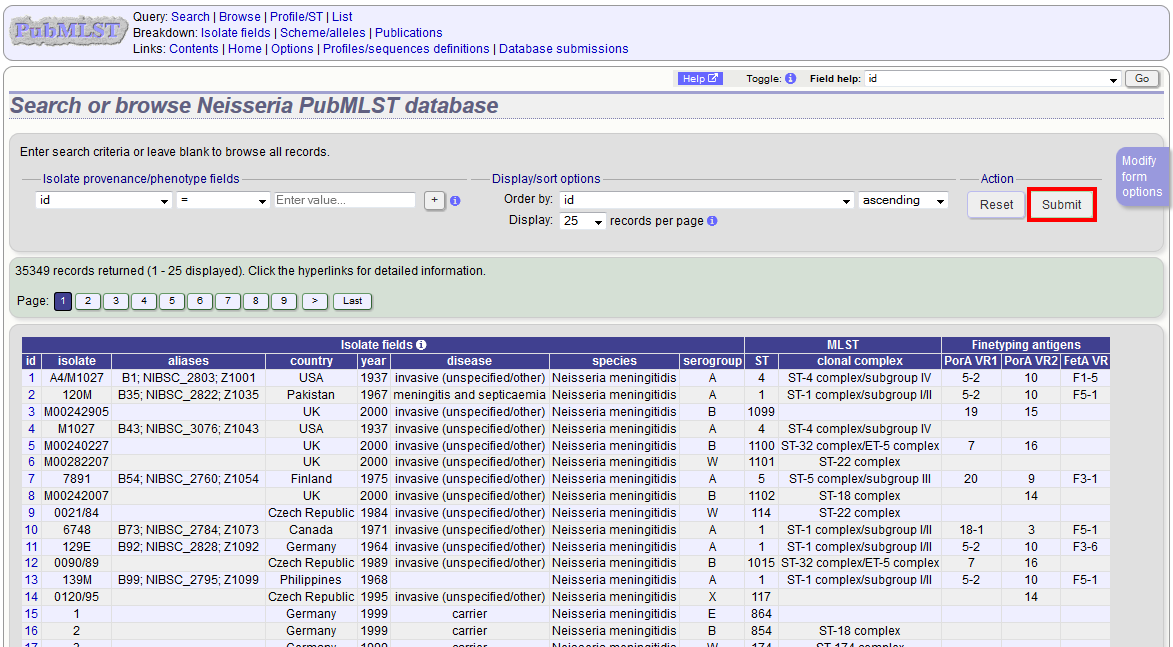 PubMLST
Query: Search | Browse | Profile/ST | List
Breakdown: Isolate fields | Scheme/alleles | Publications
Links: Contents | Home | Options | Profiles/sequences definitions | Database submissions
Help Toggle: Field help: id Go
Search or browse Neisseria PubMLST database
Enter search criteria or leave blank to browse all records.
Modify form options
Isolate provenance/phenotype fields Display/sort options Action
id = Enter value... + Order by: id ascending Reset Submit
Display: 25 records per page
35349 records returned (1 - 25 displayed). Click the hyperlinks for detailed information.
Page: 1 2 3 4 5 6 7 8 9 > Last
Isolate fields MLST Finetyping antigens
id isolate aliases country year disease species serogroup ST clonal complex PorA VR1 PorA VR2 FetA VR
1 A4/M1027 B1; NIBSC_2803; Z1001 USA 1937 invasive (unspecified/other) Neisseria meningitidis A 4 ST-4 complex/subgroup IV 5-2 10 F1-5
2 120M B35; NIBSC_2822; Z1035 Pakistan 1967 meningitis and septicaemia Neisseria meningitidis A 1 ST-1 complex/subgroup I/II 5-2 10 F5-1
3 M00242905 UK 2000 invasive (unspecified/other) Neisseria meningitidis B 1099 19 15
4 M1027 B43; NIBSC_3076; Z1043 USA 1937 invasive (unspecified/other) Neisseria meningitidis A 4 ST-4 complex/subgroup IV
5 M00240227 UK 2000 invasive (unspecified/other) Neisseria meningitidis B 1100 ST-32 complex/ET-5 complex 7 16
6 M00282207 UK 2000 invasive (unspecified/other) Neisseria meningitidis W 1101 ST-22 complex
7 7891 B54; NIBSC_2760; Z1054 Finland 1975 invasive (unspecified/other) Neisseria meningitidis A 5 ST-5 complex/subgroup III 20 9 F3-1
8 M00242007 UK 2000 invasive (unspecified/other) Neisseria meningitidis B 1102 ST-18 complex 14
9 0021/84 Czech Republic 1984 invasive (unspecified/other) Neisseria meningitidis W 114 ST-22 complex
10 6748 B73; NIBSC_2784; Z1073 Canada 1971 invasive (unspecified/other) Neisseria meningitidis A 1 ST-1 complex/subgroup I/II 18-1 3 F5-1
11 129E B92; NIBSC_2828; Z1092 Germany 1964 invasive (unspecified/other) Neisseria meningitidis A 1 ST-1 complex/subgroup I/II 5-2 10 F3-6
12 0090/89 Czech Republic 1989 invasive (unspecified/other) Neisseria meningitidis B 1015 ST-32 complex/ET-5 complex 7 16
13 139M B99; NIBSC_2795; Z1099 Philippines 1968 Neisseria meningitidis A 1 ST-1 complex/subgroup I/II 5-2 10 F5-1
14 0120/95 Czech Republic 1995 invasive (unspecified/other) Neisseria meningitidis X 117 14
15 1 Germany 1999 carrier Neisseria meningitidis E 864
16 2 Germany 1999 carrier Neisseria meningitidis B 854 ST-18 complex
17 3 Germany 1999 carrier Neisseria meningitidis W 174 ST-174 complex